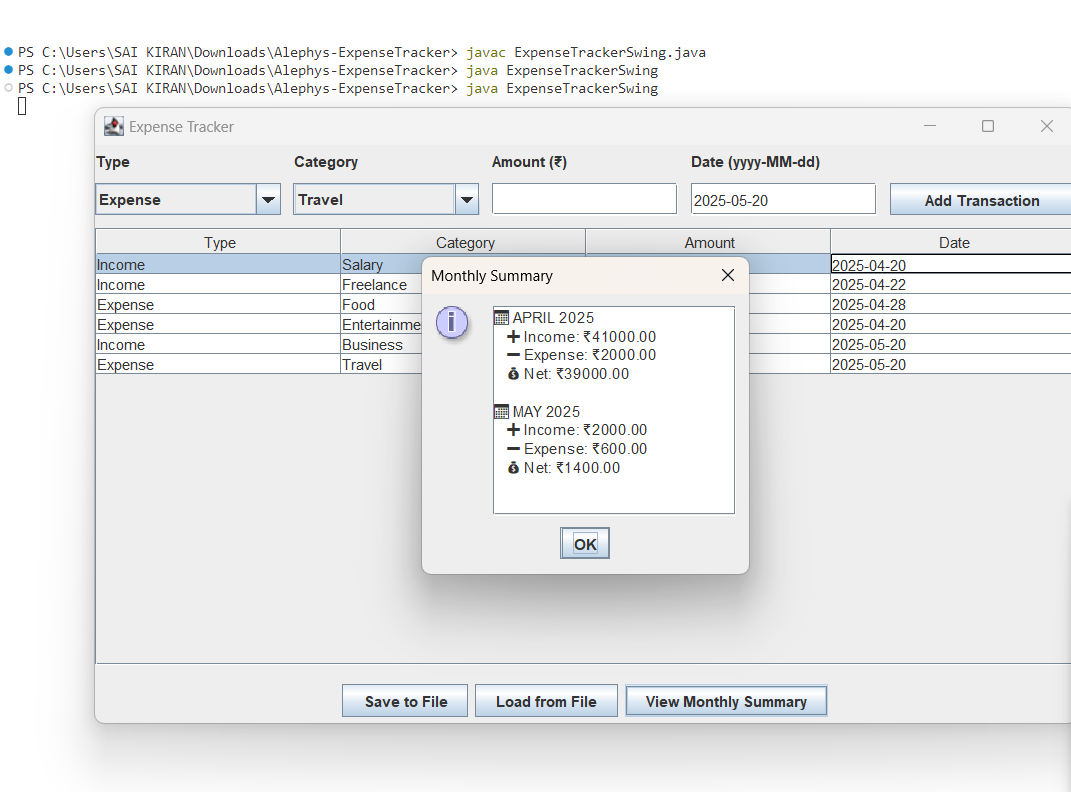 PS C:\Users\SAI KIRAN\Downloads\Alephys-ExpenseTracker> javac ExpenseTrackerSwing.java
PS C:\Users\SAI KIRAN\Downloads\Alephys-ExpenseTracker> java ExpenseTrackerSwing
PS C:\Users\SAI KIRAN\Downloads\Alephys-ExpenseTracker> java ExpenseTrackerSwing
Expense Tracker
Type Category Amount (₹) Date (yyyy-MM-dd)
Expense Travel 2025-05-20 Add Transaction
Type Category Amount Date
Income Salary 2025-04-20
Income Freelance 2025-04-22
Expense Food 2025-04-28
Expense Entertainme 2025-04-20
Income Business 2025-05-20
Expense Travel 2025-05-20
Monthly Summary
APRIL 2025
Income: ₹41000.00
Expense: ₹2000.00
Net: ₹39000.00
MAY 2025
Income: ₹2000.00
Expense: ₹600.00
Net: ₹1400.00
OK
Save to File Load from File View Monthly Summary